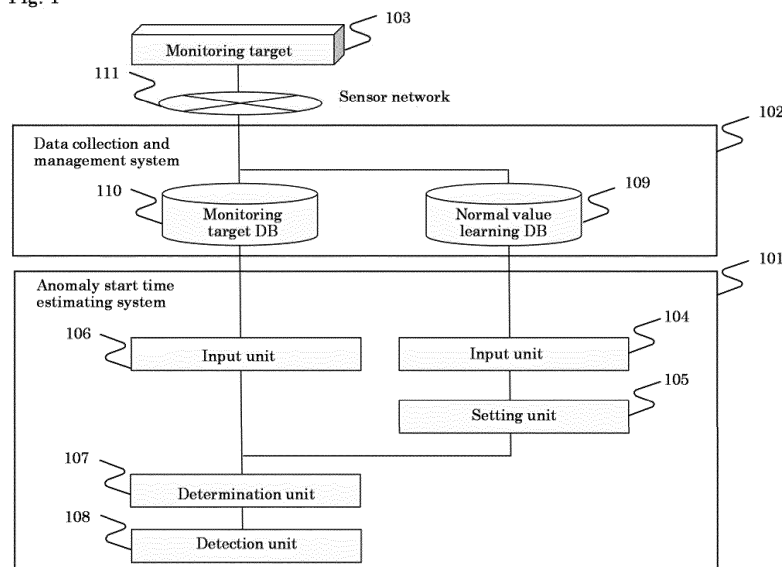 103
Monitoring target
111
Sensor network
102
Data collection and
management system
110
109
Monitoring
target DB
Normal value
learning DB
101
Anomaly start time
estimating system
106
104
Input unit
Input unit
105
Setting unit
107
Determination unit
108
Detection unit